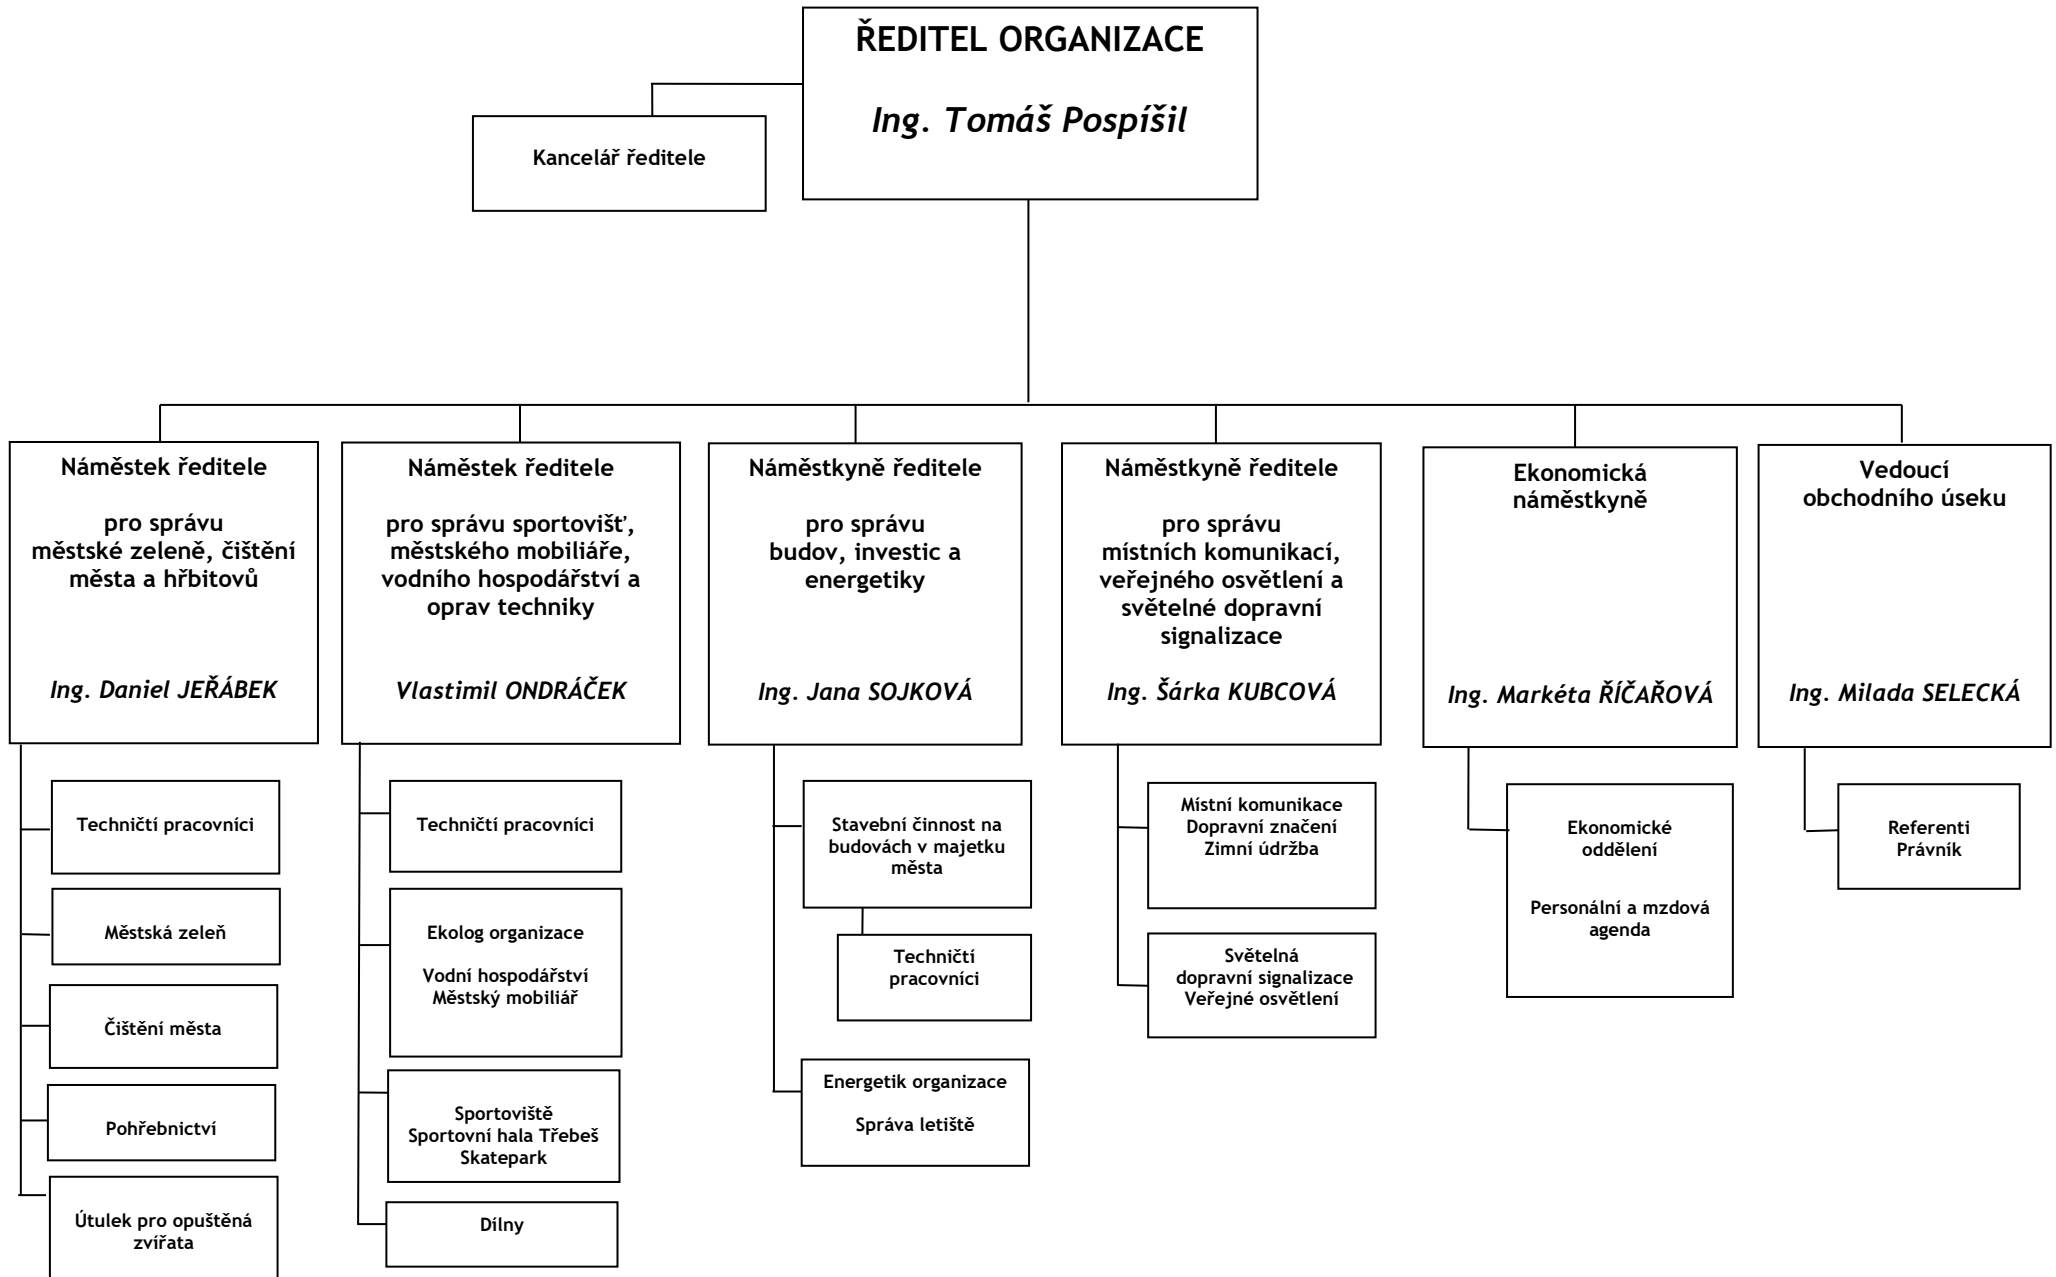 ŘEDITEL ORGANIZACE
Ing. Tomáš Pospíšil
Kancelář ředitele
Náměstek ředitele
pro správu
městské zeleně, čištění
města a hřbitovů
Ing. Daniel JEŘÁBEK
Náměstek ředitele
pro správu sportovišť,
městského mobiliáře,
vodního hospodářství a
oprav techniky
Vlastimil ONDRÁČEK
Náměstkyně ředitele
pro správu
budov, investic a
energetiky
Ing. Jana SOJKOVÁ
Náměstkyně ředitele
pro správu
místních komunikací,
veřejného osvětlení a
světelné dopravní
signalizace
Ing. Šárka KUBCOVÁ
Ekonomická
náměstkyně
Ing. Markéta ŘÍČAŘOVÁ
Vedoucí
obchodního úseku
Ing. Milada SELECKÁ
Techničtí pracovníci
Městská zeleň
Čištění města
Pohřebnictví
Útulek pro opuštěná
zvířata
Techničtí pracovníci
Ekolog organizace
Vodní hospodářství
Městský mobiliář
Sportoviště
Sportovní hala Třebeš
Skatepark
Dílny
Stavební činnost na
budovách v majetku
města
Techničtí
pracovníci
Energetik organizace
Správa letiště
Místní komunikace
Dopravní značení
Zimní údržba
Světelná
dopravní signalizace
Veřejné osvětlení
Ekonomické
oddělení
Personální a mzdová
agenda
Referenti
Právník